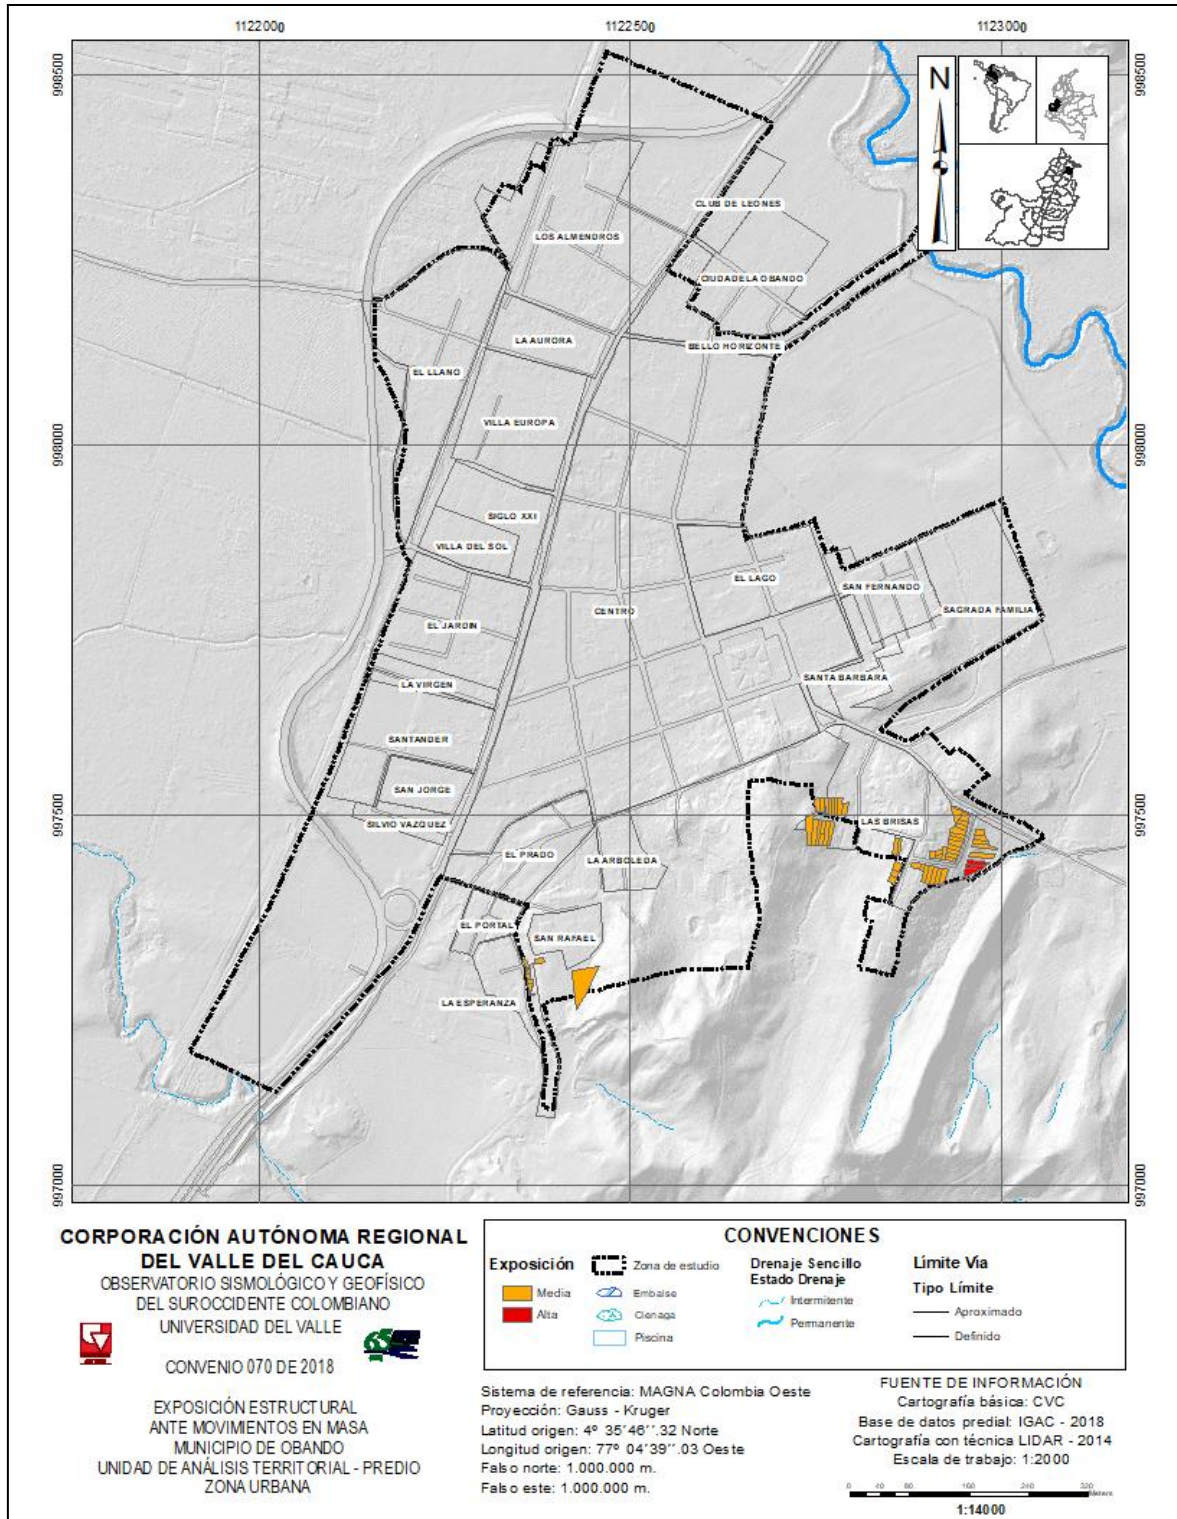 1122000
1122500
1123000
998500
998500
N
CLUB DE LEONES
LOS ALMENDROS
CIUDADELA OBANDO
LA AURORA
BELLO HORIZONTE
EL LLANO
VILLA EUROPA
998000
998000
SIGLO XXI
VILLA DEL SOL
EL LAGO
SAN FERNANDO
CENTRO
SAGRADA FAMILIA
EL JARDIN
SANTA BARBARA
LA VIRGEN
SANTANDER
SAN JORGE
997500
997500
SILVIO VAZQUEZ
LAS BRISAS
EL PRADO
LA ARBOLEDA
EL PORTAL
SAN RAFAEL
LA ESPERANZA
997000
997000
CORPORACIÓN AUTÓNOMA REGIONAL
DEL VALLE DEL CAUCA
OBSERVATORIO SISMOLÓGICO Y GEOFÍSICO
DEL SUROCCIDENTE COLOMBIANO
UNIVERSIDAD DEL VALLE
65
CONVENIO 070 DE 2018
EXPOSICIÓN ESTRUCTURAL
ANTE MOVIMIENTOS EN MASA
MUNICIPIO DE OBANDO
UNIDAD DE ANÁLISIS TERRITORIAL - PREDIO
ZONA URBANA
CONVENCIONES
Exposición
Media
Alta
Zona de estudio
Embalse
Cienaga
Piscina
Drenaje Sencillo
Estado Drenaje
Intermitente
Permanente
Límite Via
Tipo Límite
Aproximado
Definido
Sistema de referencia: MAGNA Colombia Oeste
Proyección: Gauss - Kruger
Latitud origen: 4º 35´46´´.32 Norte
Longitud origen: 77º 04´39´´.03 Oeste
Falso norte: 1.000.000 m.
Falso este: 1.000.000 m.
FUENTE DE INFORMACIÓN
Cartografía básica: CVC
Base de datos predial: IGAC - 2018
Cartografía con técnica LIDAR - 2014
Escala de trabajo: 1:2000
0 40 80 160 240 320
Meters
1:14000